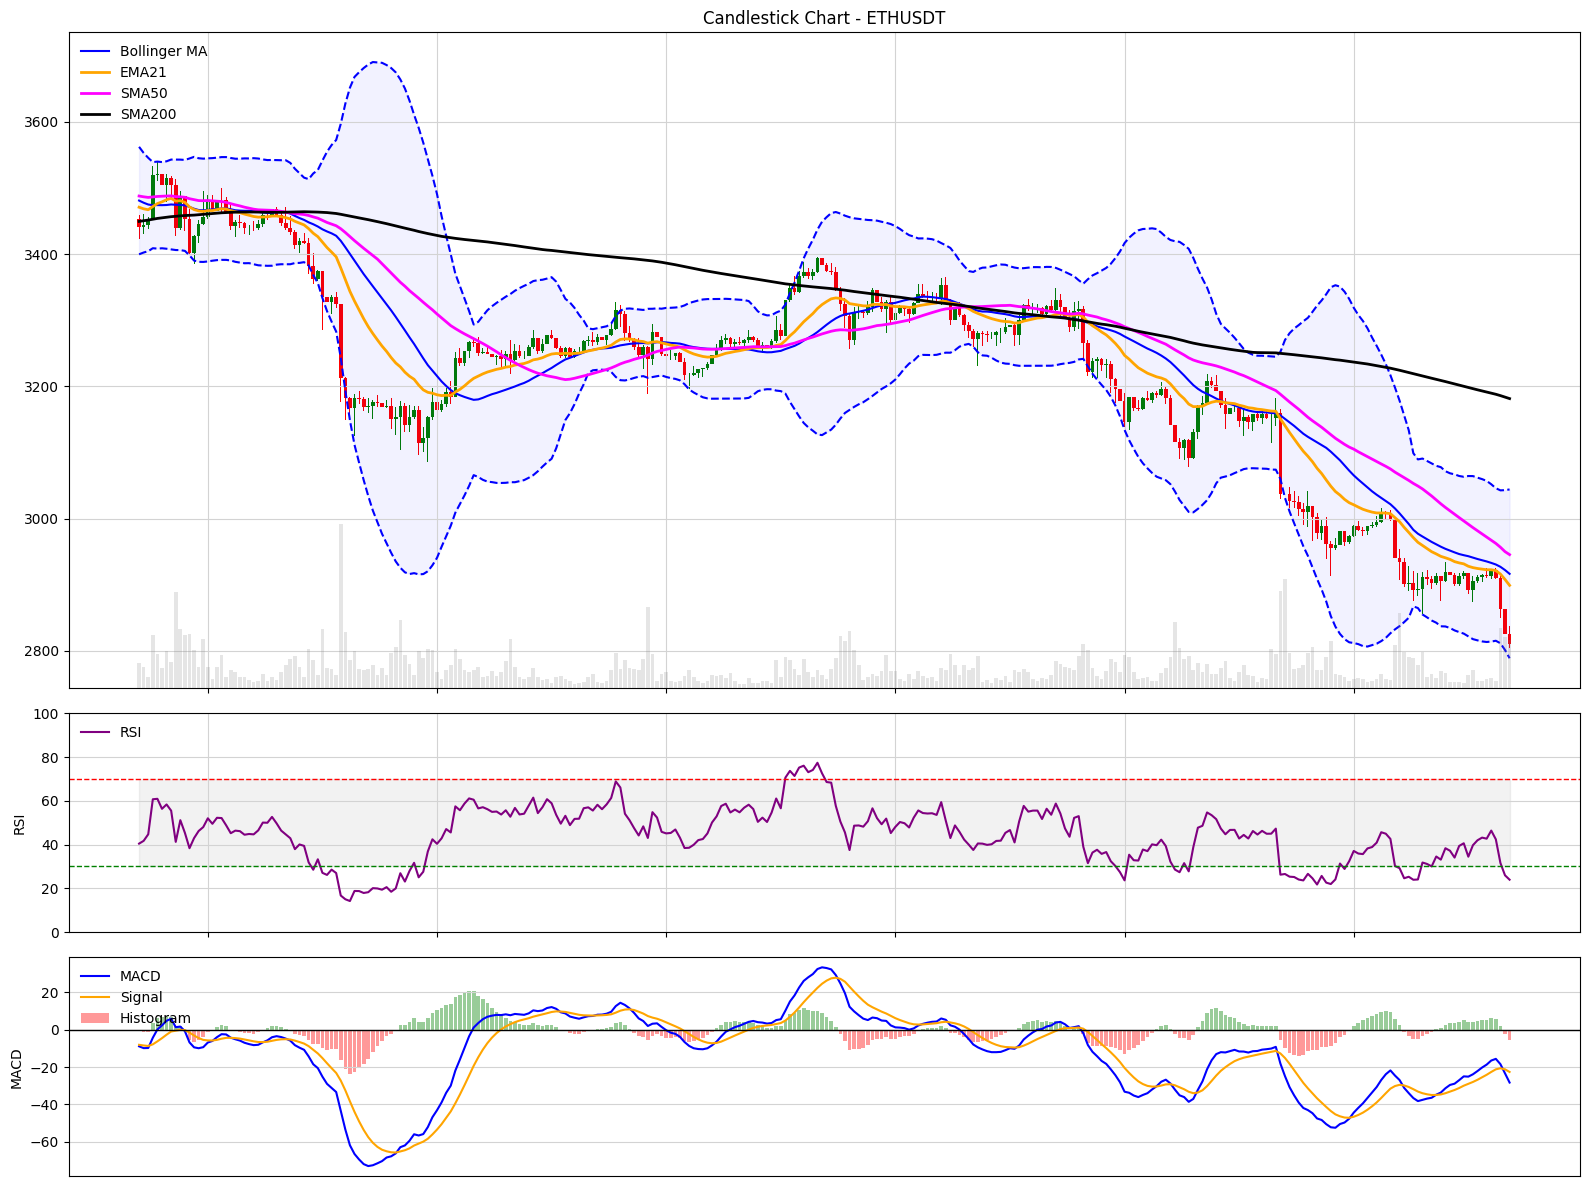 Candlestick Chart - ETHUSDT
Bollinger MA
EMA21
SMA50
SMA200
3600
3400
3200
3000
2800
RSI
100
80
60
40
20
0
RSI
MACD
Signal
Histogram
20
0
−20
−40
−60
MACD